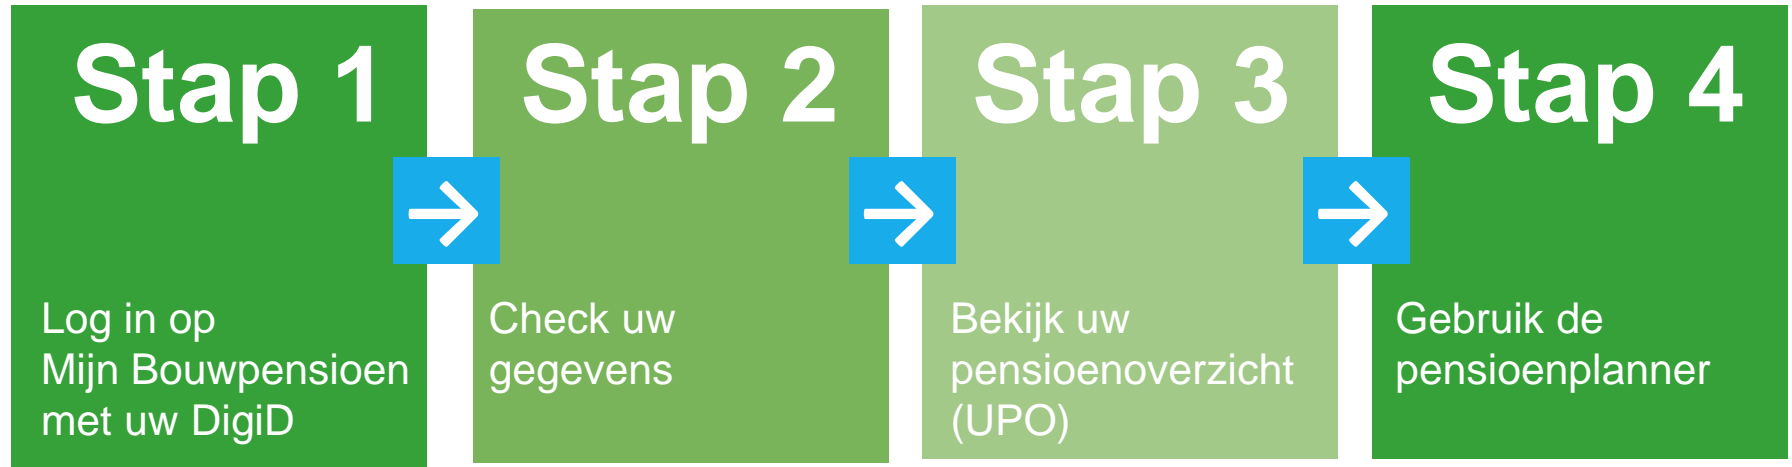 Stap 1
Log in op
Mijn Bouwpensioen
met uw DigiD
Stap 2
Check uw
gegevens
Stap 3
Bekijk uw
pensioenoverzicht
(UPO)
Stap 4
Gebruik de
pensioenplanner